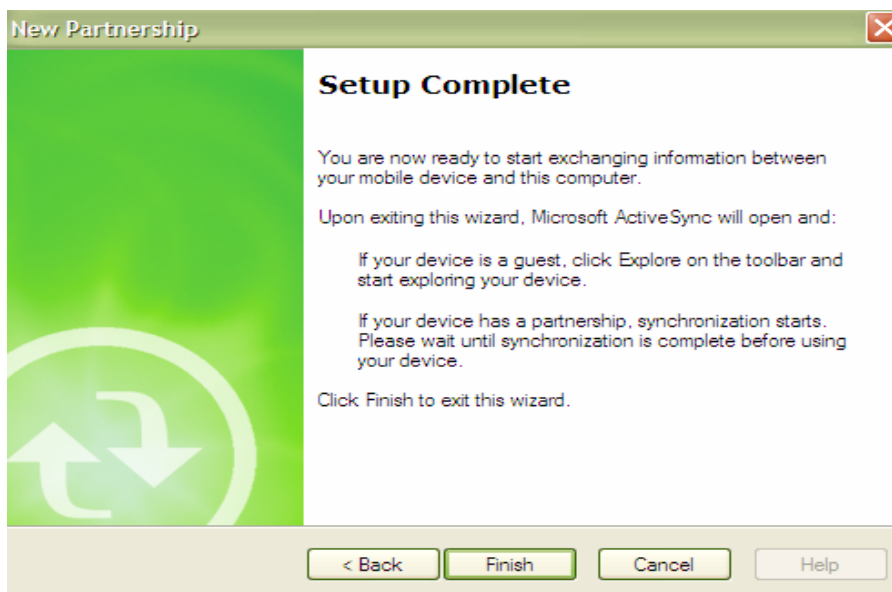 New Partnership
Setup Complete
You are now ready to start exchanging information between
your mobile device and this computer.
Upon exiting this wizard, Microsoft ActiveSync will open and:
If your device is a guest, click Explore on the toolbar and
start exploring your device.
If your device has a partnership, synchronization starts.
Please wait until synchronization is complete before using
your device.
Click Finish to exit this wizard.
< Back Finish Cancel Help